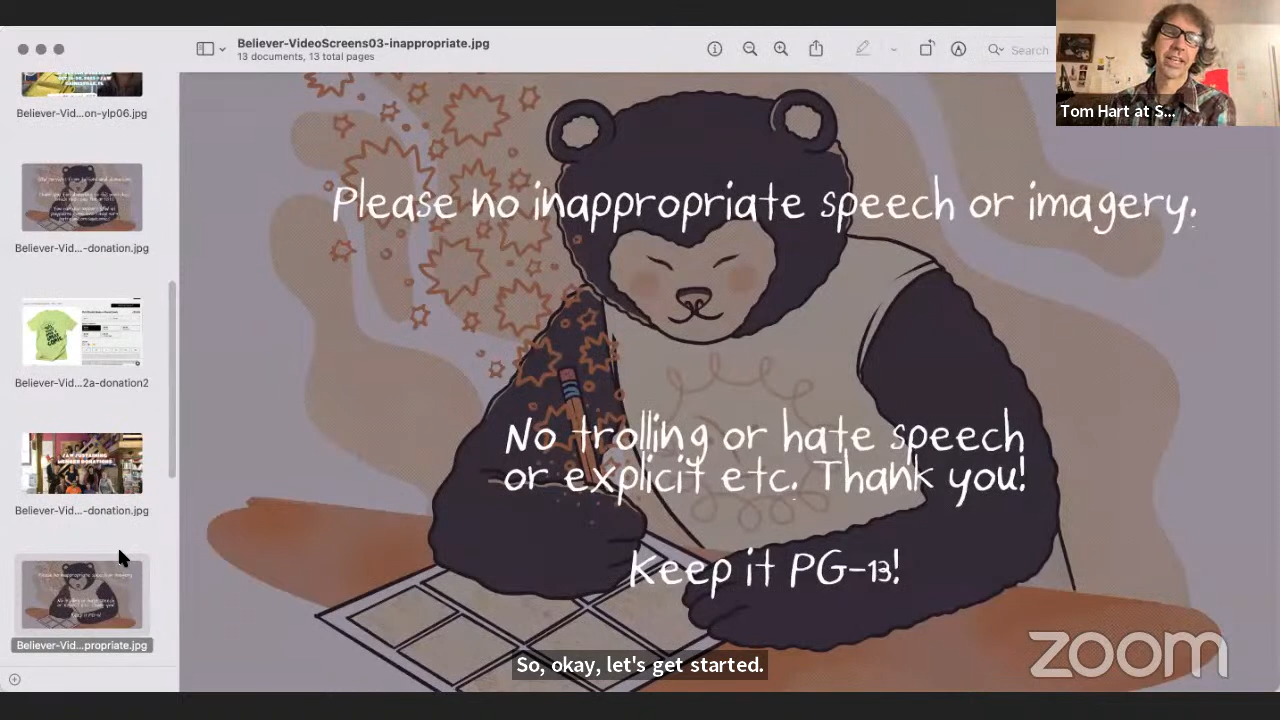 Believer-VideoScreens03-inappropriate.jpg
13 documents, 13 total pages
Search
Tom Hart at S...
Believer-Vid...on-ylp06.jpg
Believer-Vid...-donation.jpg
Believer-Vid...2a-donation2
Believer-Vid...-donation.jpg
Believer-Vid...propriate.jpg
Please no inappropriate speech or imagery.
No trolling or hate speech
or explicit etc. Thank you!
Keep it PG-13!
So, okay, let's get started.
zoom